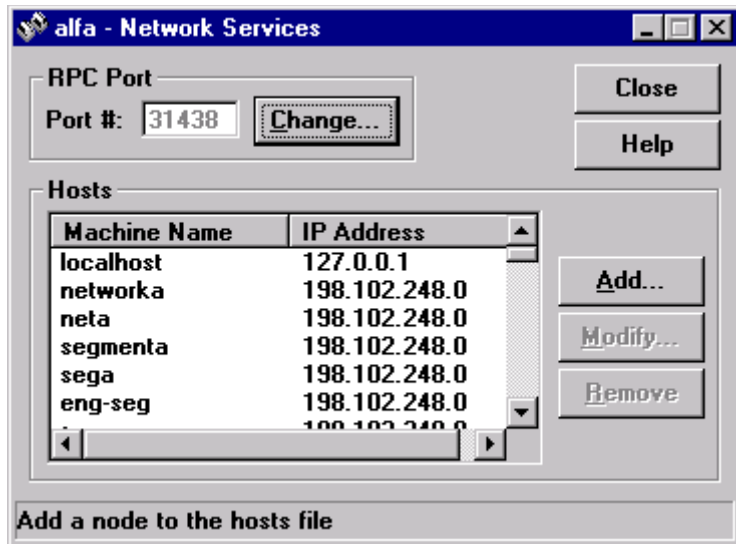 alfa - Network Services
RPC Port
Port #: 31438 Change...
Close
Help
Hosts
Machine Name IP Address
localhost 127.0.0.1
networka 198.102.248.0
neta 198.102.248.0
segmenta 198.102.248.0
sega 198.102.248.0
eng-seg 198.102.248.0
Add...
Modify...
Remove
Add a node to the hosts file